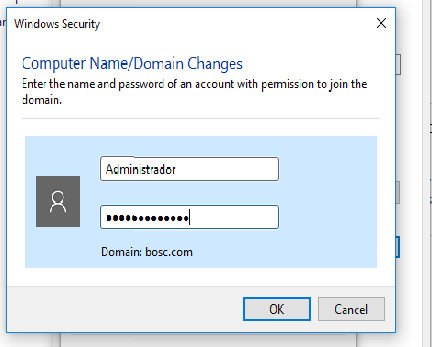 Windows Security
Computer Name/Domain Changes
Enter the name and password of an account with permission to join the
domain.
Administrador
•••••••••••••
Domain: bosc.com
OK
Cancel